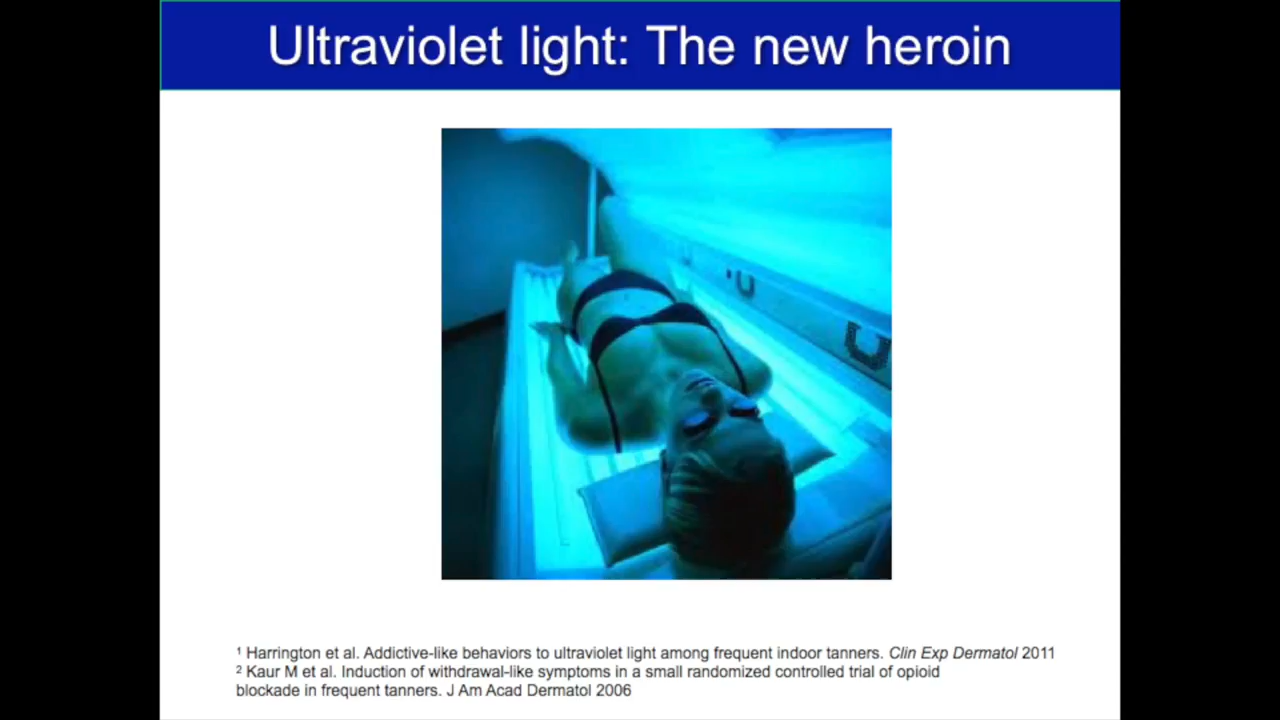 Ultraviolet light: The new heroin
U
U
¹ Harrington et al. Addictive-like behaviors to ultraviolet light among frequent indoor tanners. Clin Exp Dermatol 2011
² Kaur M et al. Induction of withdrawal-like symptoms in a small randomized controlled trial of opioid
blockade in frequent tanners. J Am Acad Dermatol 2006